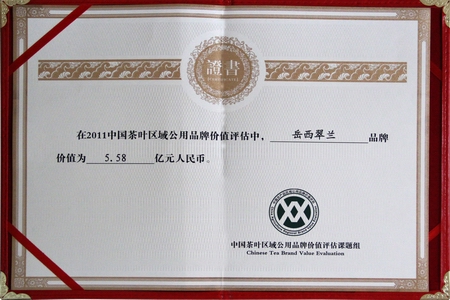 證書
在2011中国茶叶区域公用品牌价值评估中，岳西翠兰品牌
价值为5.58亿元人民币。
中国茶叶区域公用品牌价值评估课题组
Chinese Tea Brand Value Evaluation